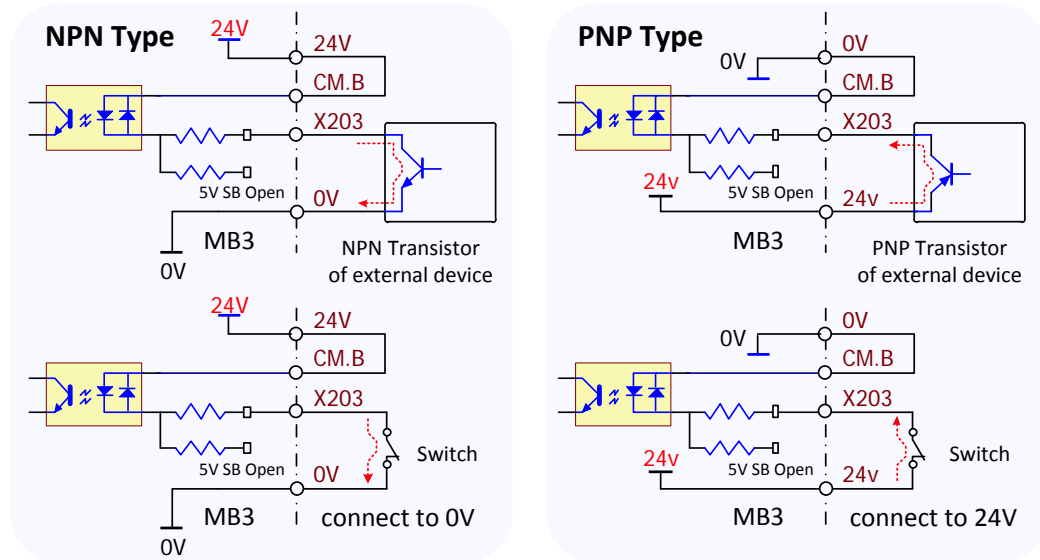 NPN Type
24V
24V
CM.B
X203
5V SB Open
0V
MB3
0V
NPN Transistor
of external device
24V
24V
CM.B
X203
5V SB Open
Switch
0V
MB3
connect to 0V
0V
PNP Type
0V
0V
CM.B
X203
5V SB Open
24v
24v
MB3
PNP Transistor
of external device
0V
0V
CM.B
X203
5V SB Open
Switch
24v
24v
MB3
connect to 24V